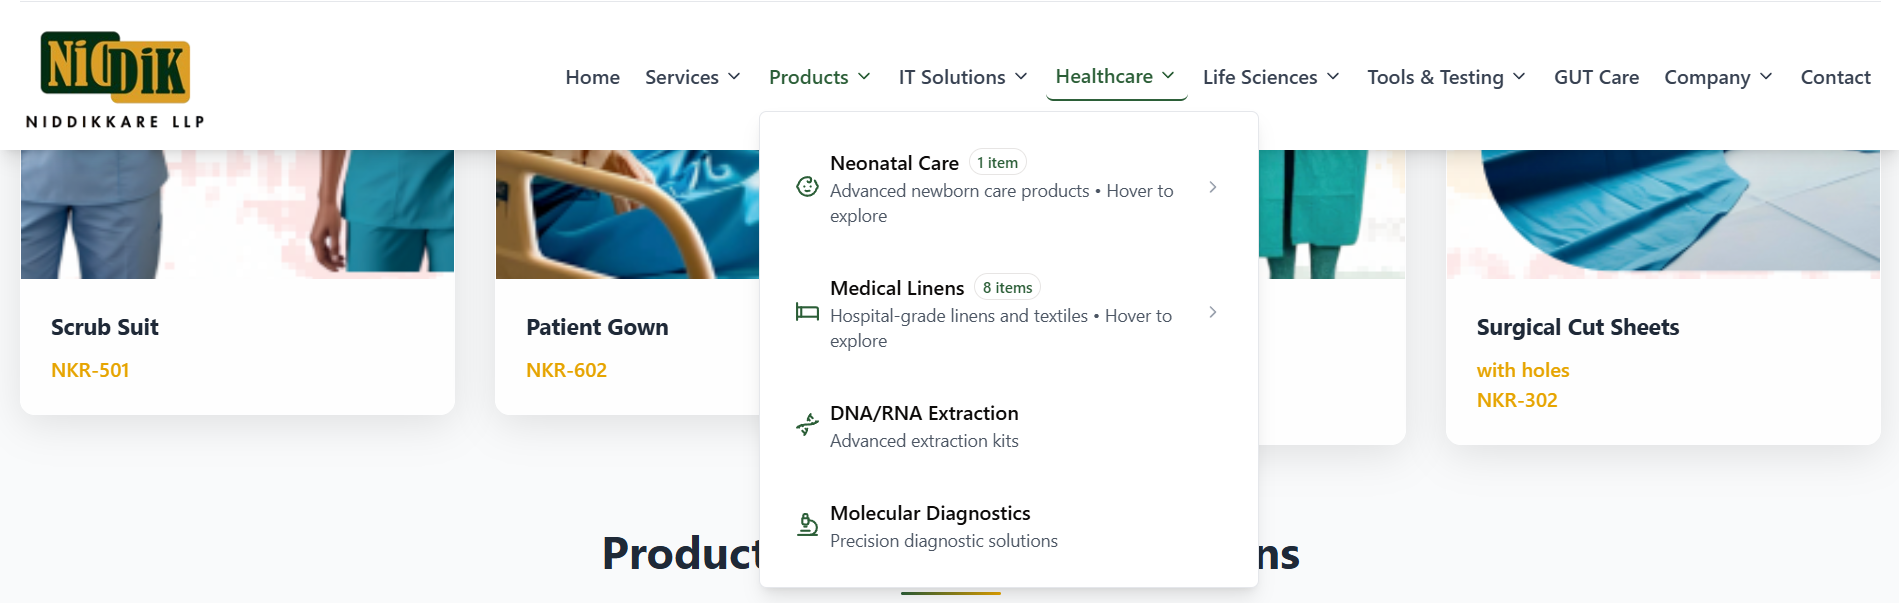 NiDDiK
NIDDIKKARE LLP
Home Services Products IT Solutions Healthcare Life Sciences Tools & Testing GUT Care Company Contact
Neonatal Care 1 item
Advanced newborn care products • Hover to
explore
Medical Linens 8 items
Hospital-grade linens and textiles • Hover to
explore
DNA/RNA Extraction
Advanced extraction kits
Molecular Diagnostics
Precision diagnostic solutions
Scrub Suit
NKR-501
Patient Gown
NKR-602
Surgical Cut Sheets
with holes
NKR-302